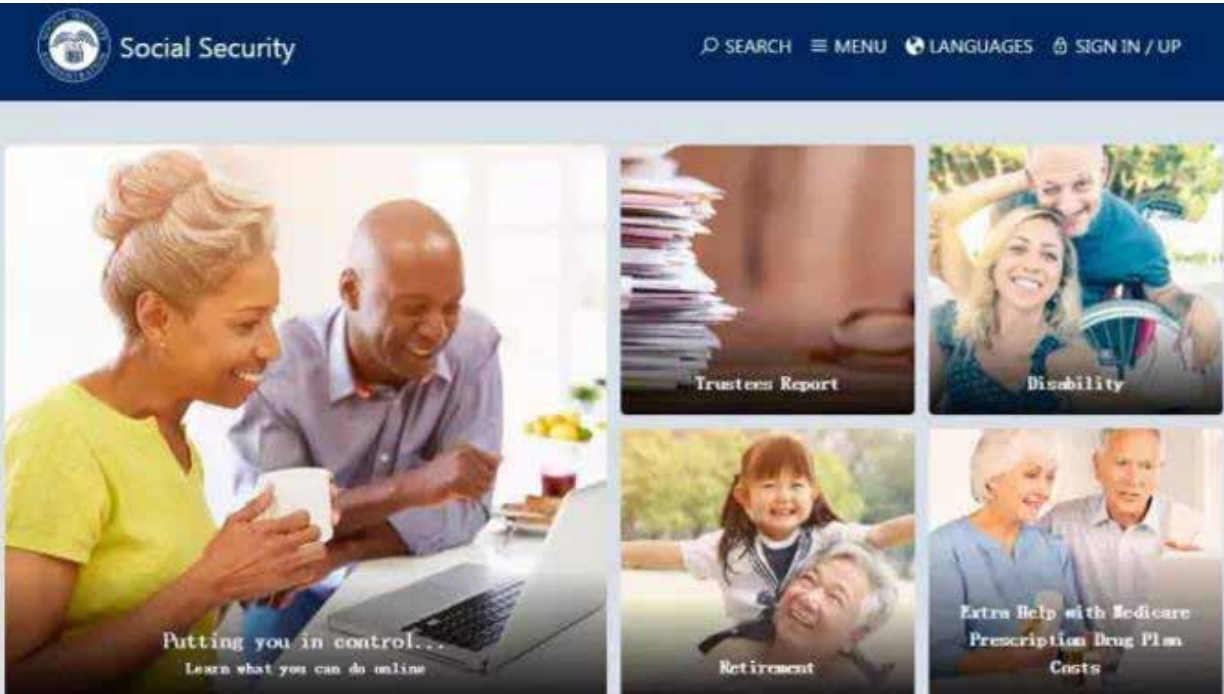 Social Security
SEARCH
MENU
LANGUAGES
SIGN IN / UP
Trustees Report
Disability
Putting you in control...
Learn what you can do online
Retirement
Extra Help with Medicare
Prescription Drug Plan
Costs